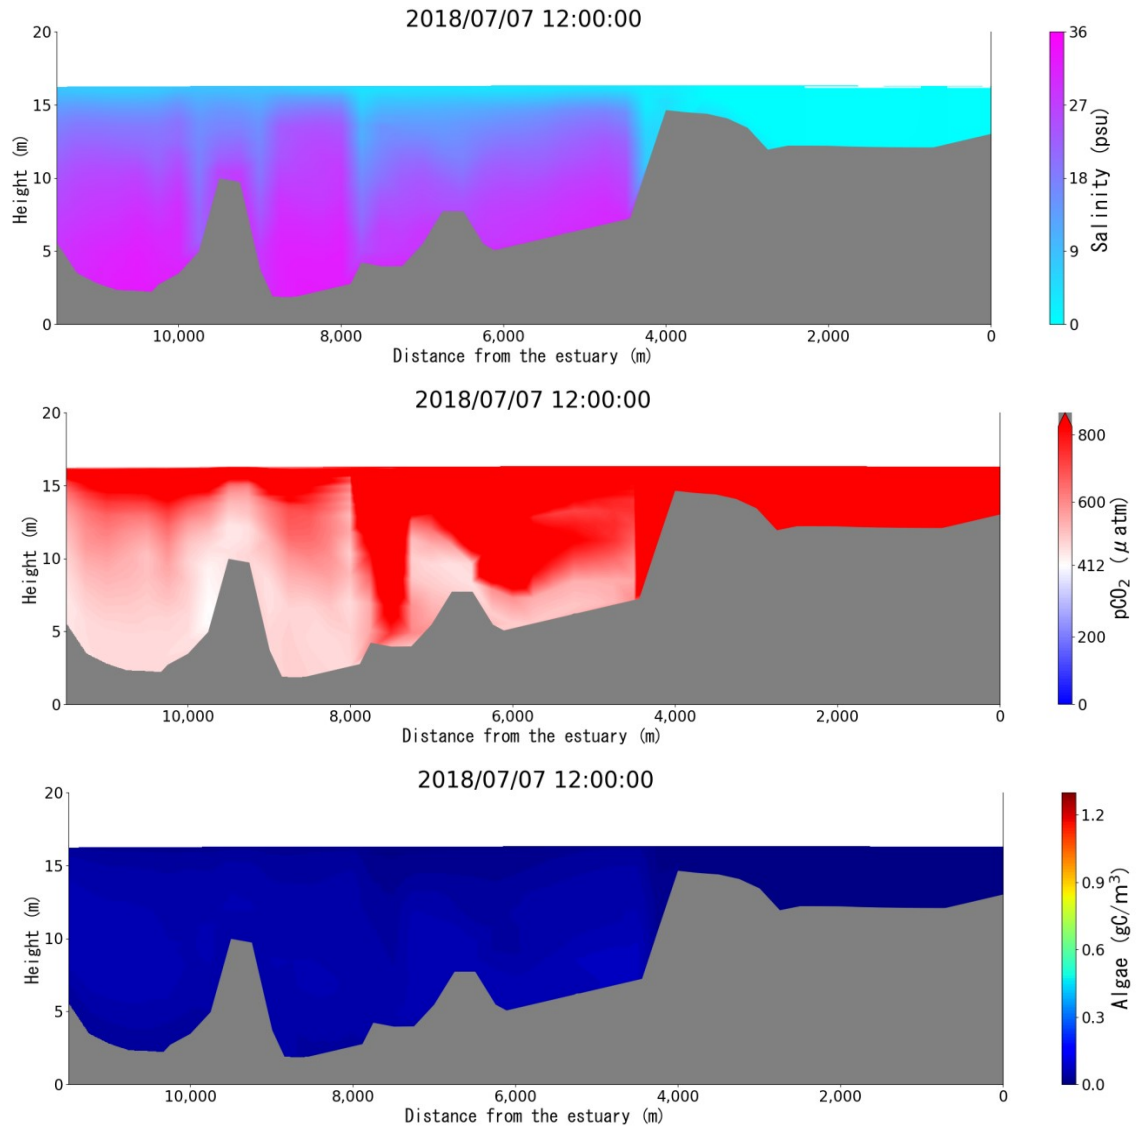 2018/07/07 12:00:00
20
15
10
5
0
Height (m)
10,000 8,000 6,000 4,000 2,000 0
Distance from the estuary (m)
36
27
18
9
0
Salinity (psu)
2018/07/07 12:00:00
20
15
10
5
0
Height (m)
10,000 8,000 6,000 4,000 2,000 0
Distance from the estuary (m)
800
600
412
200
0
pCO₂ (μatm)
2018/07/07 12:00:00
20
15
10
5
0
Height (m)
10,000 8,000 6,000 4,000 2,000 0
Distance from the estuary (m)
1.2
0.9
0.6
0.3
0.0
Algae (gC/m³)